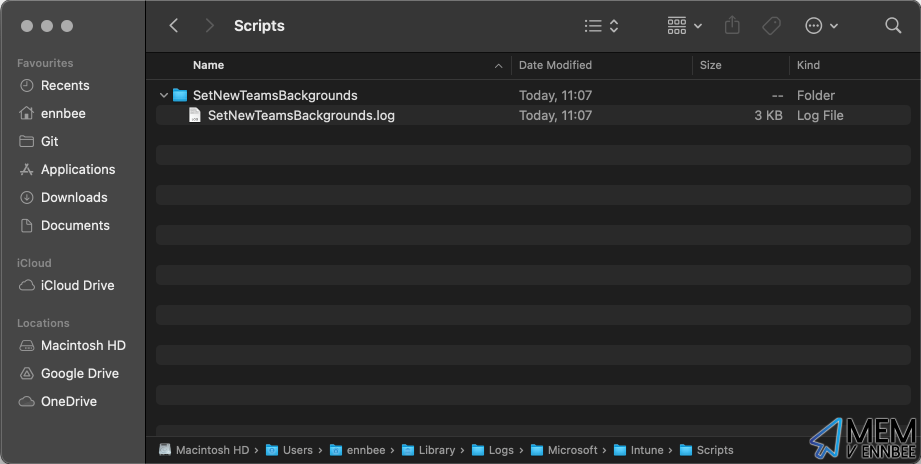 Scripts
Favourites
Recents
ennbee
Git
Applications
Downloads
Documents
iCloud
iCloud Drive
Locations
Macintosh HD
Google Drive
OneDrive
Name Date Modified Size Kind
SetNewTeamsBackgrounds Today, 11:07 -- Folder
SetNewTeamsBackgrounds.log Today, 11:07 3 KB Log File
Macintosh HD › Users › ennbee › Library › Logs › Microsoft › Intune › Scripts
MEM
V ENNBEE